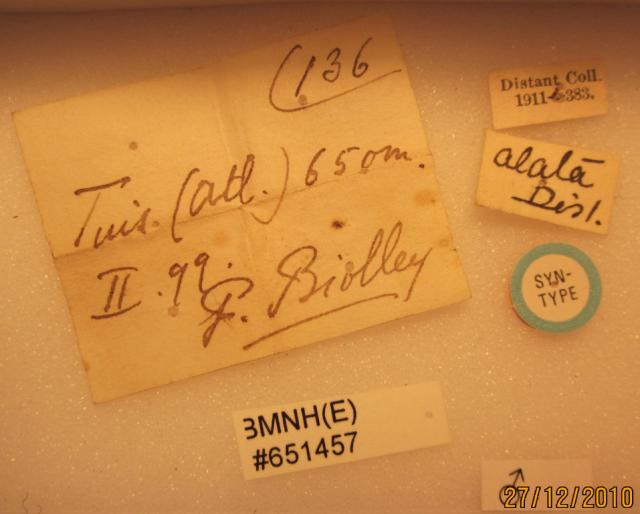 (136
Tuis. (atl.) 650m.
II. 99.
P. Biolley
Distant Coll.
1911-383.
alata
Dist.
SYN-
TYPE
BMNH(E)
#651457
♂
27/12/2010